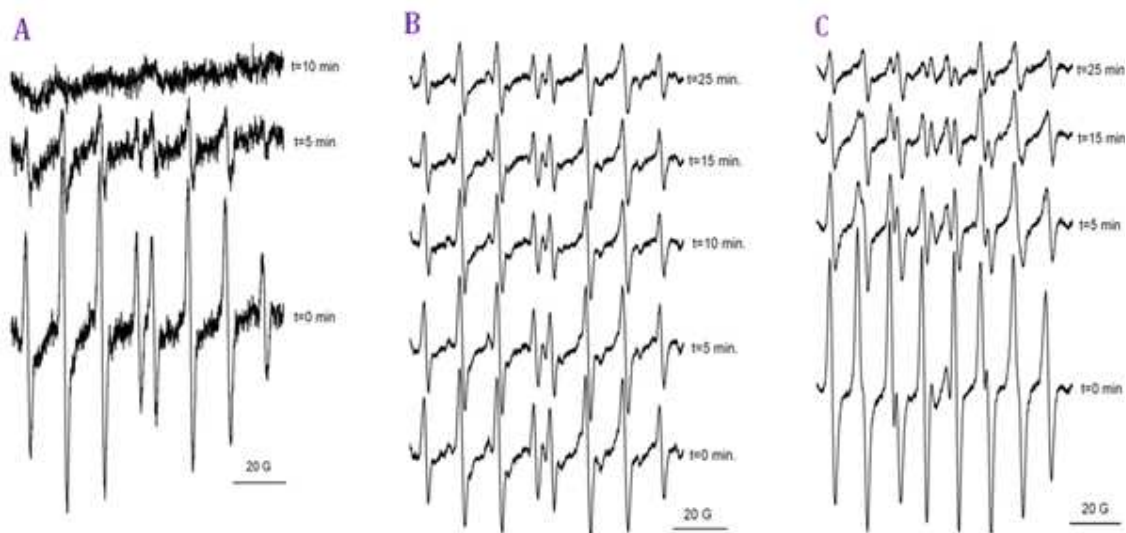 A
t=10 min
t=5 min
t=0 min
20 G
B
t=25 min.
t=15 min.
t=10 min.
t=5 min.
t=0 min.
20 G
C
t=25 min
t=15 min
t=5 min
t=0 min
20 G